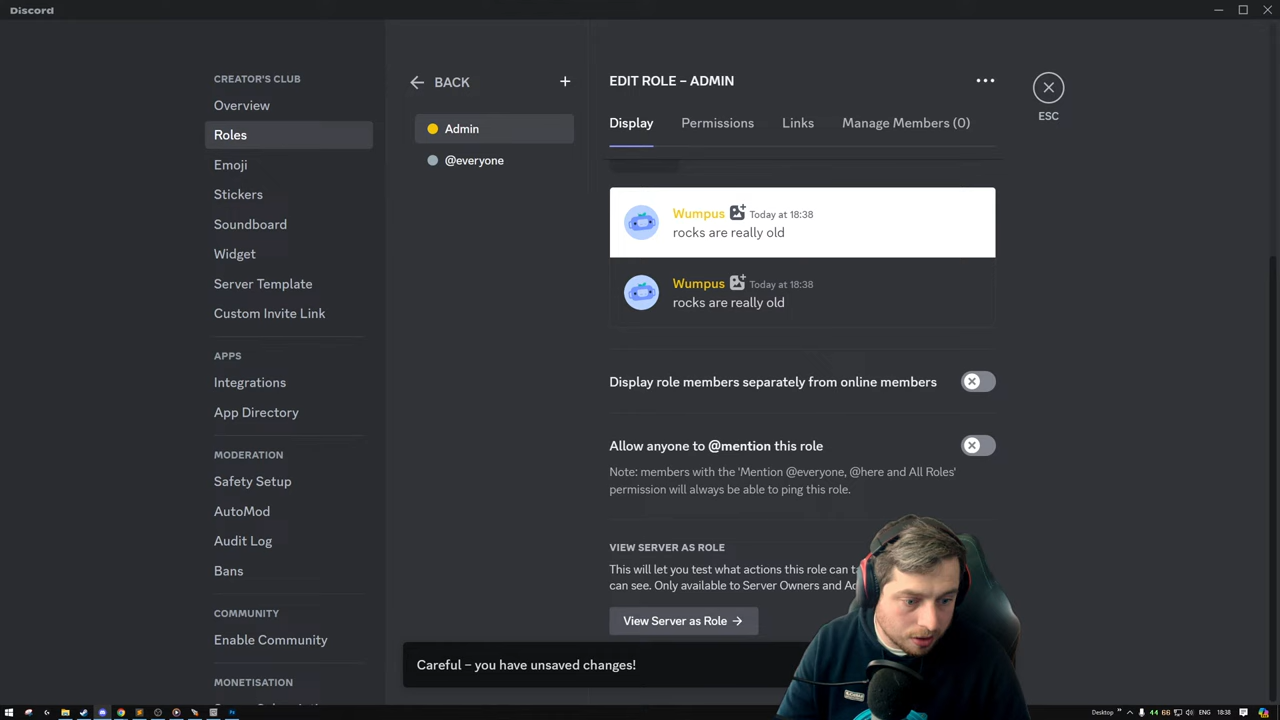 Discord
CREATOR'S CLUB
Overview
Roles
Emoji
Stickers
Soundboard
Widget
Server Template
Custom Invite Link
APPS
Integrations
App Directory
MODERATION
Safety Setup
AutoMod
Audit Log
Bans
COMMUNITY
Enable Community
MONETISATION
BACK
Admin
@everyone
EDIT ROLE – ADMIN
ESC
Display Permissions Links Manage Members (0)
Wumpus Today at 18:38
rocks are really old
Wumpus Today at 18:38
rocks are really old
Display role members separately from online members
Allow anyone to @mention this role
Note: members with the 'Mention @everyone, @here and All Roles'
permission will always be able to ping this role.
VIEW SERVER AS ROLE
This will let you test what actions this role can
can see. Only available to Server Owners and
View Server as Role
Careful – you have unsaved changes!
Desktop 44 66 ENG 18:38